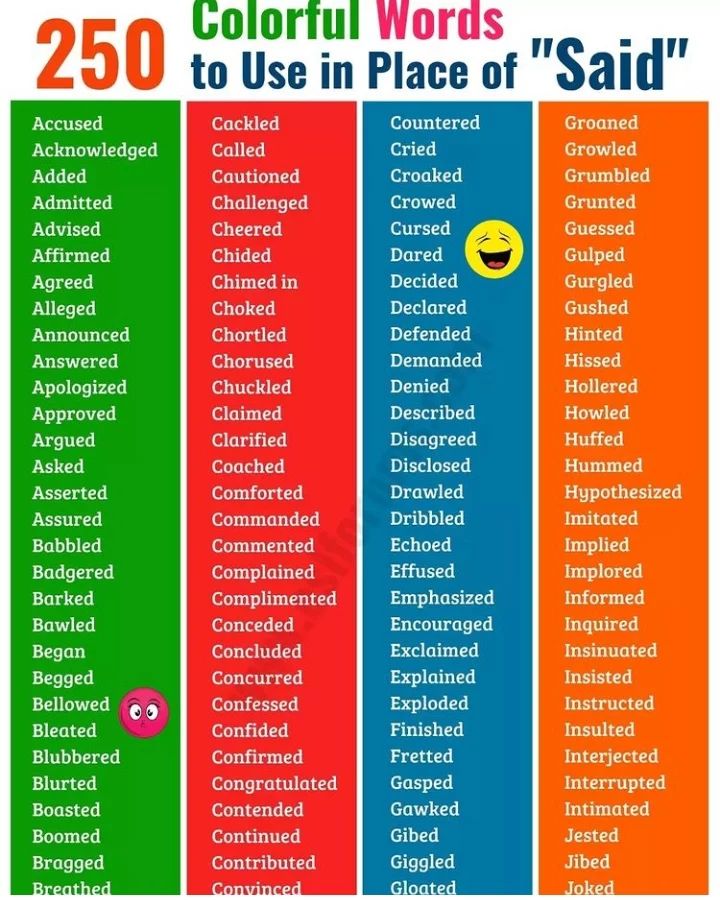 250 Colorful Words
to Use in Place of "Said"
Accused
Acknowledged
Added
Admitted
Advised
Affirmed
Agreed
Alleged
Announced
Answered
Apologized
Approved
Argued
Asked
Asserted
Assured
Babbled
Badgered
Barked
Bawled
Began
Begged
Bellowed
Bleated
Blubbered
Blurted
Boasted
Boomed
Bragged
Breathed
Cackled
Called
Cautioned
Challenged
Cheered
Chided
Chimed in
Choked
Chortled
Chorused
Chuckled
Claimed
Clarified
Coached
Comforted
Commanded
Commented
Complained
Complimented
Conceded
Concluded
Concurred
Confessed
Confided
Confirmed
Congratulated
Contended
Continued
Contributed
Convinced
Countered
Cried
Croaked
Crowed
Cursed
Dared
Decided
Declared
Defended
Demanded
Denied
Described
Disagreed
Disclosed
Drawled
Dribbled
Echoed
Effused
Emphasized
Encouraged
Exclaimed
Explained
Exploded
Finished
Fretted
Gasped
Gawked
Gibed
Giggled
Gloated
Groaned
Growled
Grumbled
Grunted
Guessed
Gulped
Gurgled
Gushed
Hinted
Hissed
Hollered
Howled
Huffed
Hummed
Hypothesized
Imitated
Implied
Implored
Informed
Inquired
Insinuated
Insisted
Instructed
Insulted
Interjected
Interrupted
Intimated
Jested
Jibed
Joked